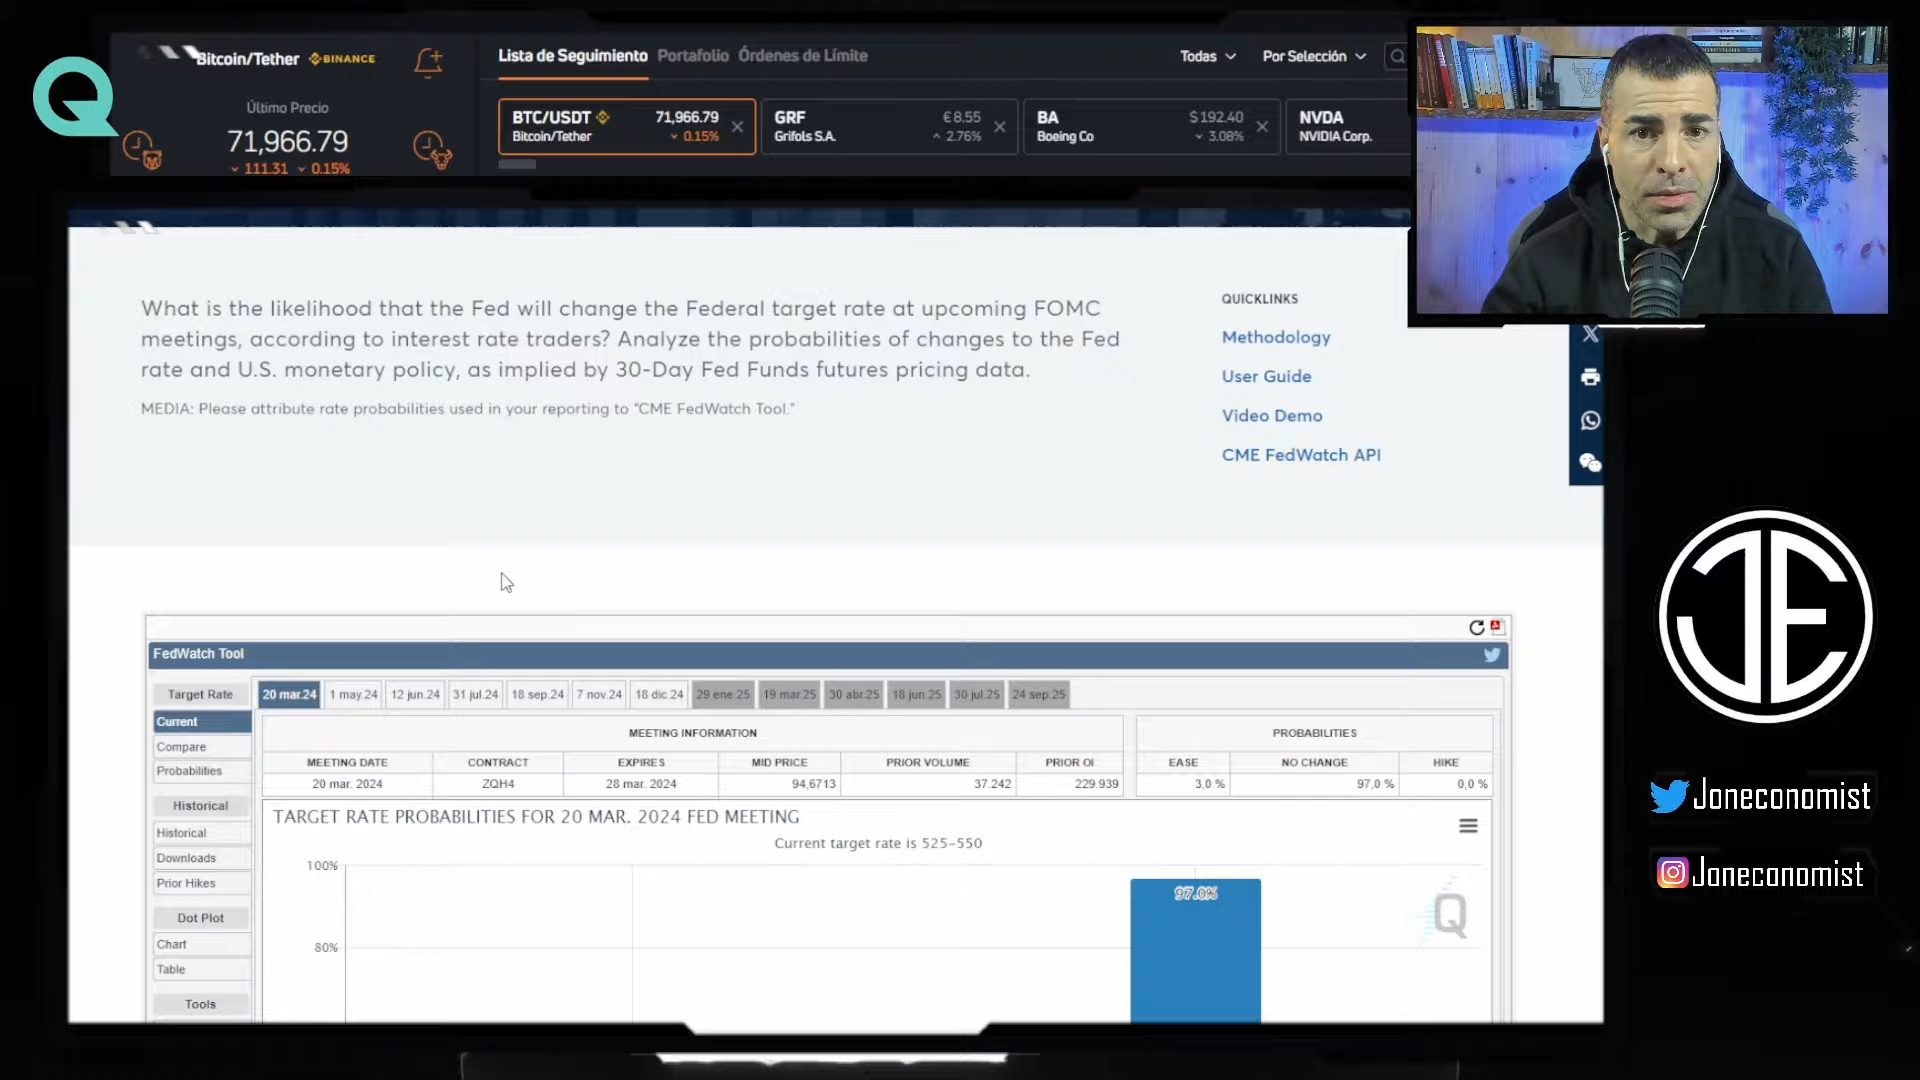 Bitcoin/Tether BINANCE
Último Precio
71,966.79
111.31 0.15%
Lista de Seguimiento Portafolio Órdenes de Límite
Todas Por Selección
BTC/USDT 71,966.79
Bitcoin/Tether 0.15%
GRF €8.55
Grifols S.A. 2.76%
BA $192.40
Boeing Co 3.08%
NVDA
NVIDIA Corp.
What is the likelihood that the Fed will change the Federal target rate at upcoming FOMC
meetings, according to interest rate traders? Analyze the probabilities of changes to the Fed
rate and U.S. monetary policy, as implied by 30-Day Fed Funds futures pricing data.
MEDIA: Please attribute rate probabilities used in your reporting to "CME FedWatch Tool."
QUICKLINKS
Methodology
User Guide
Video Demo
CME FedWatch API
FedWatch Tool
Target Rate
Current
Compare
Probabilities
Historical
Historical
Downloads
Prior Hikes
Dot Plot
Chart
Table
Tools
20 mar.24 1 may.24 12 jun.24 31 jul.24 18 sep.24 7 nov.24 18 dic.24 29 ene.25 19 mar.25 30 abr.25 18 jun.25 30 jul.25 24 sep.25
MEETING INFORMATION
MEETING DATE CONTRACT EXPIRES MID PRICE PRIOR VOLUME PRIOR OI
20 mar. 2024 ZQH4 28 mar. 2024 94,6713 37.242 229.939
PROBABILITIES
EASE NO CHANGE HIKE
3,0 % 97,0 % 0,0 %
TARGET RATE PROBABILITIES FOR 20 MAR. 2024 FED MEETING
Current target rate is 525-550
100%
97.0%
80%
Q
JE
Joneconomist
Joneconomist